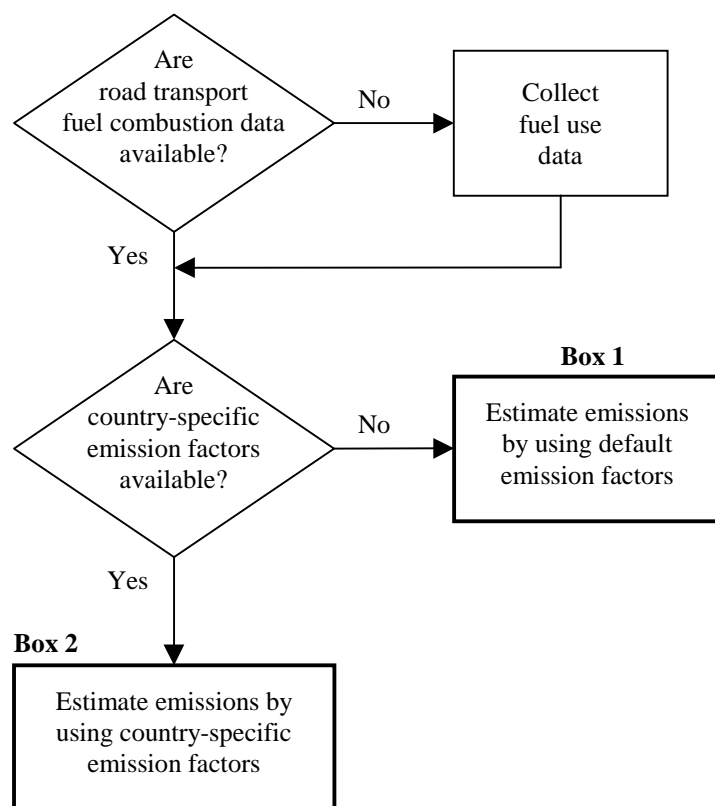 Are
road transport
fuel combustion data
available?
No
Collect
fuel use
data
Yes
Box 1
Are
country-specific
emission factors
available?
No
Estimate emissions
by using default
emission factors
Yes
Box 2
Estimate emissions by
using country-specific
emission factors